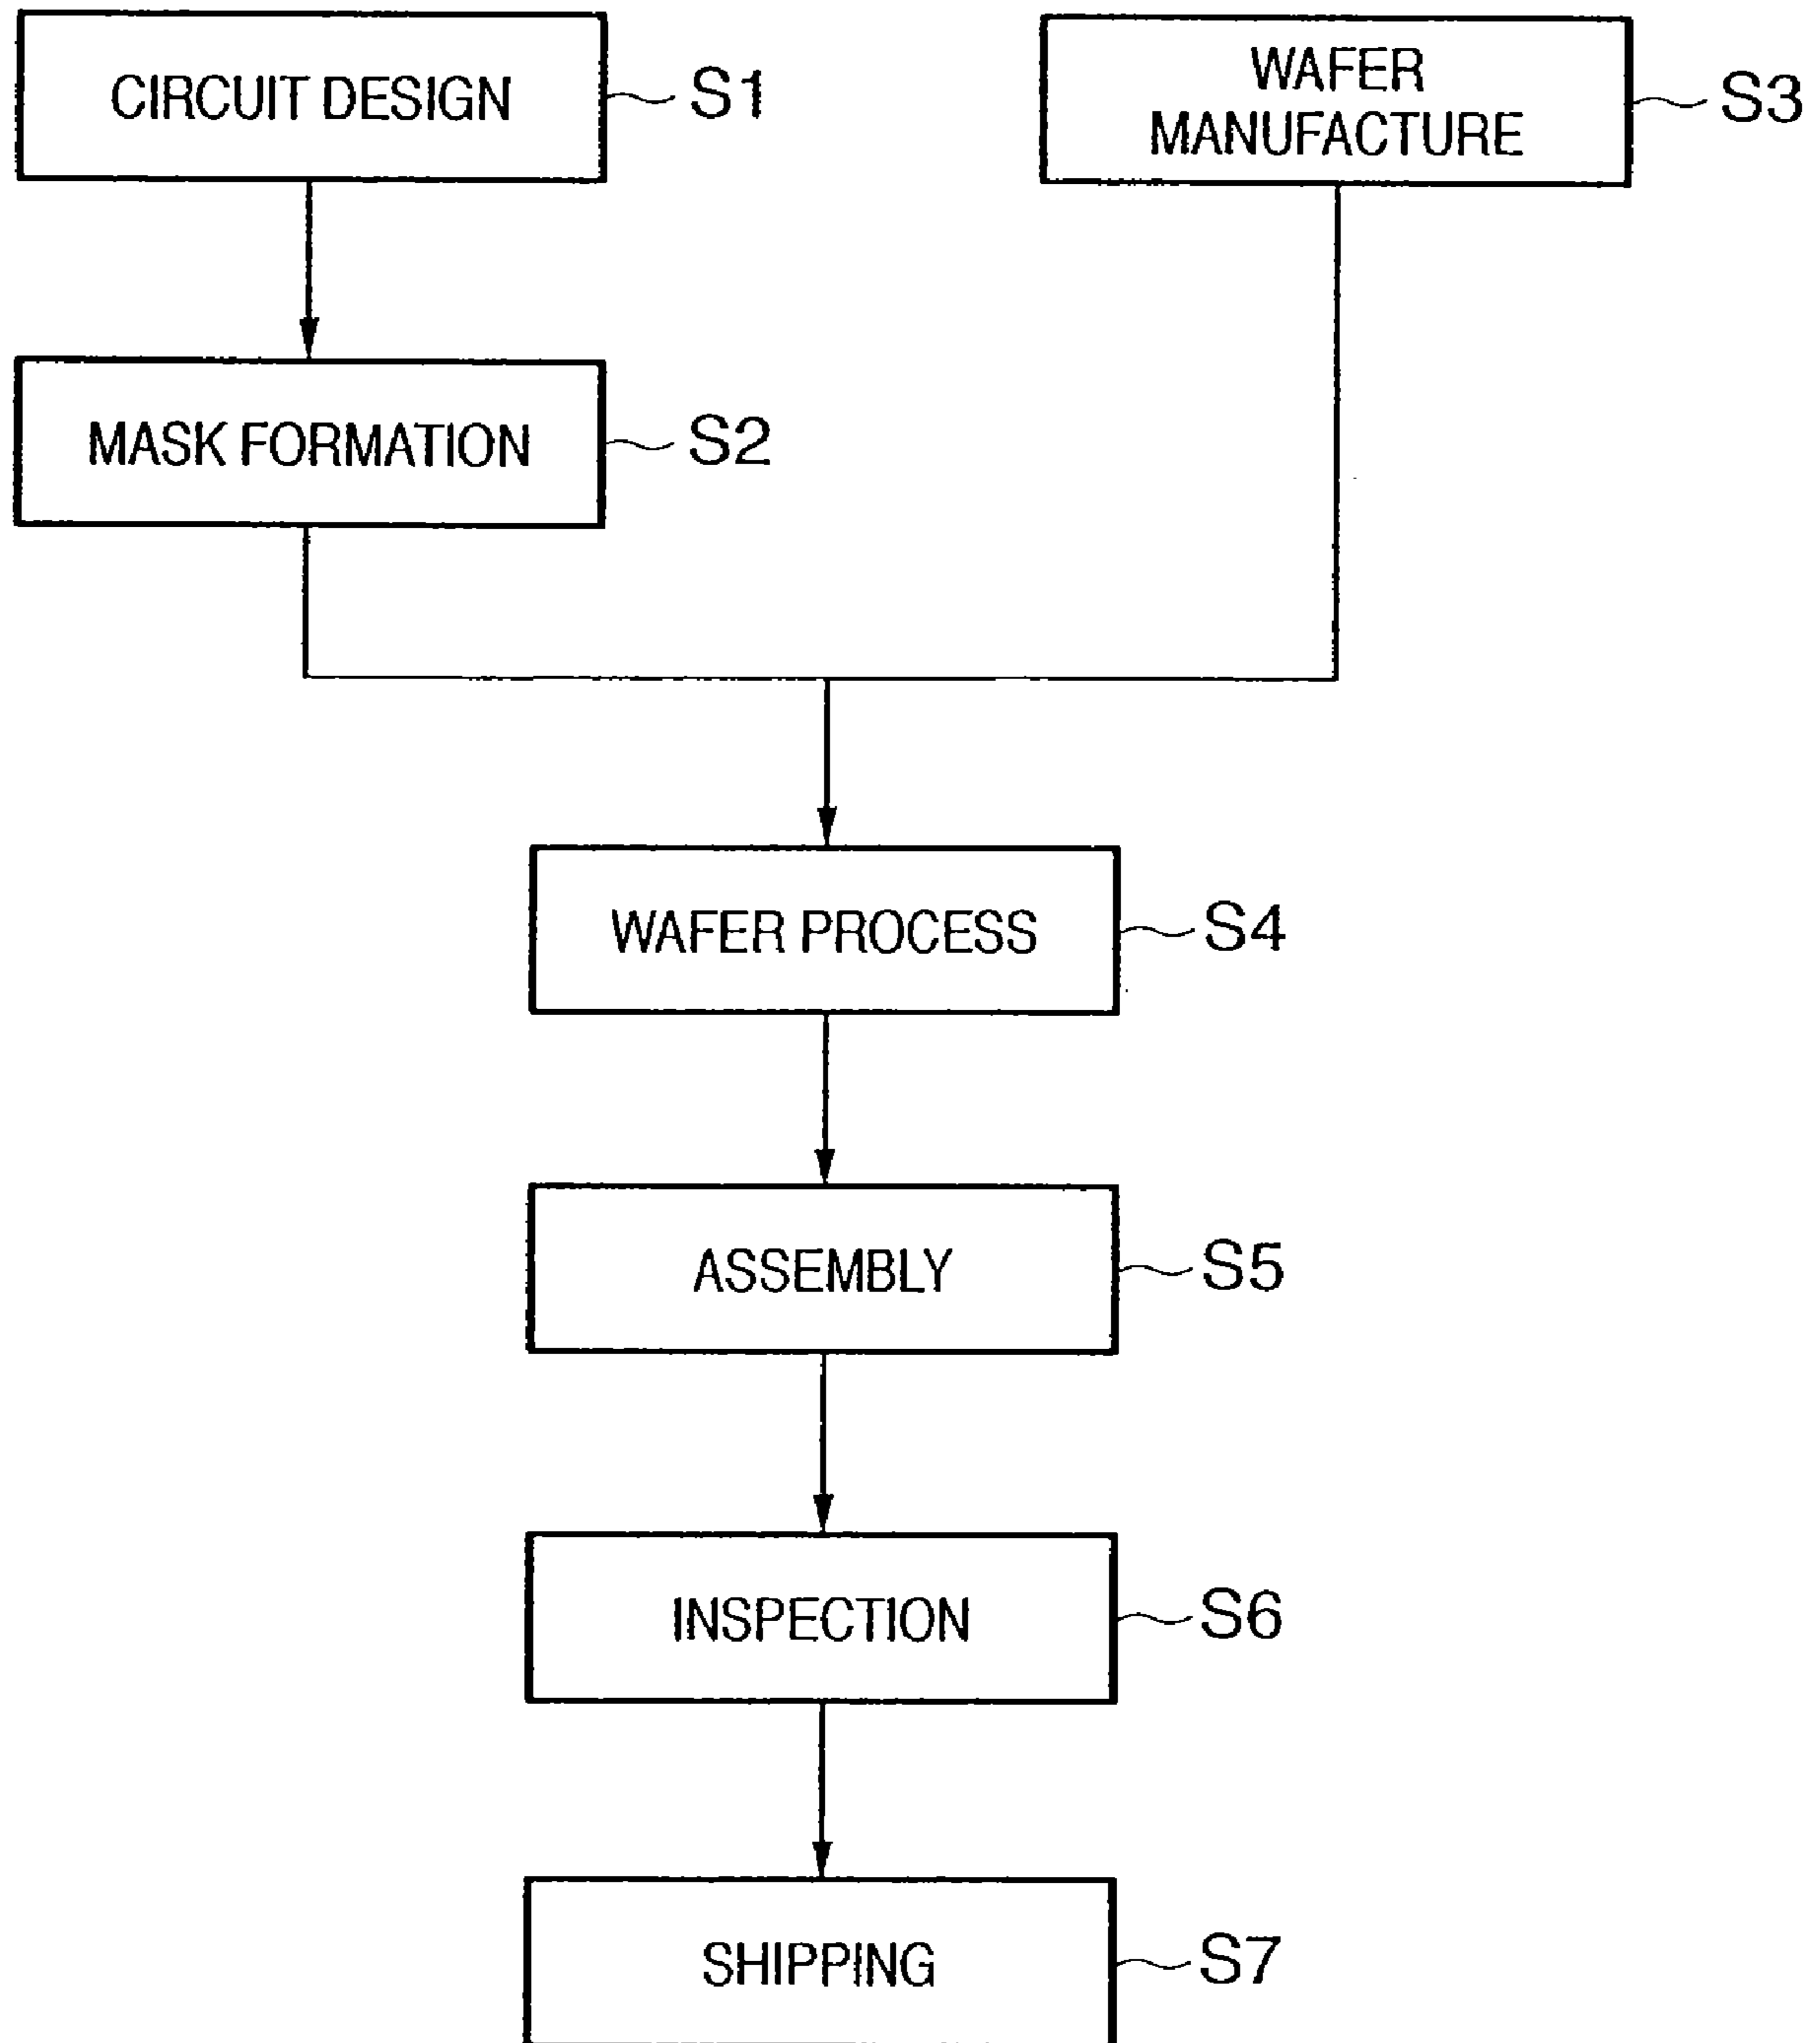 CIRCUIT DESIGN
S1
WAFER
MANUFACTURE
S3
MASK FORMATION
S2
WAFER PROCESS
S4
ASSEMBLY
S5
INSPECTION
S6
SHIPPING
S7